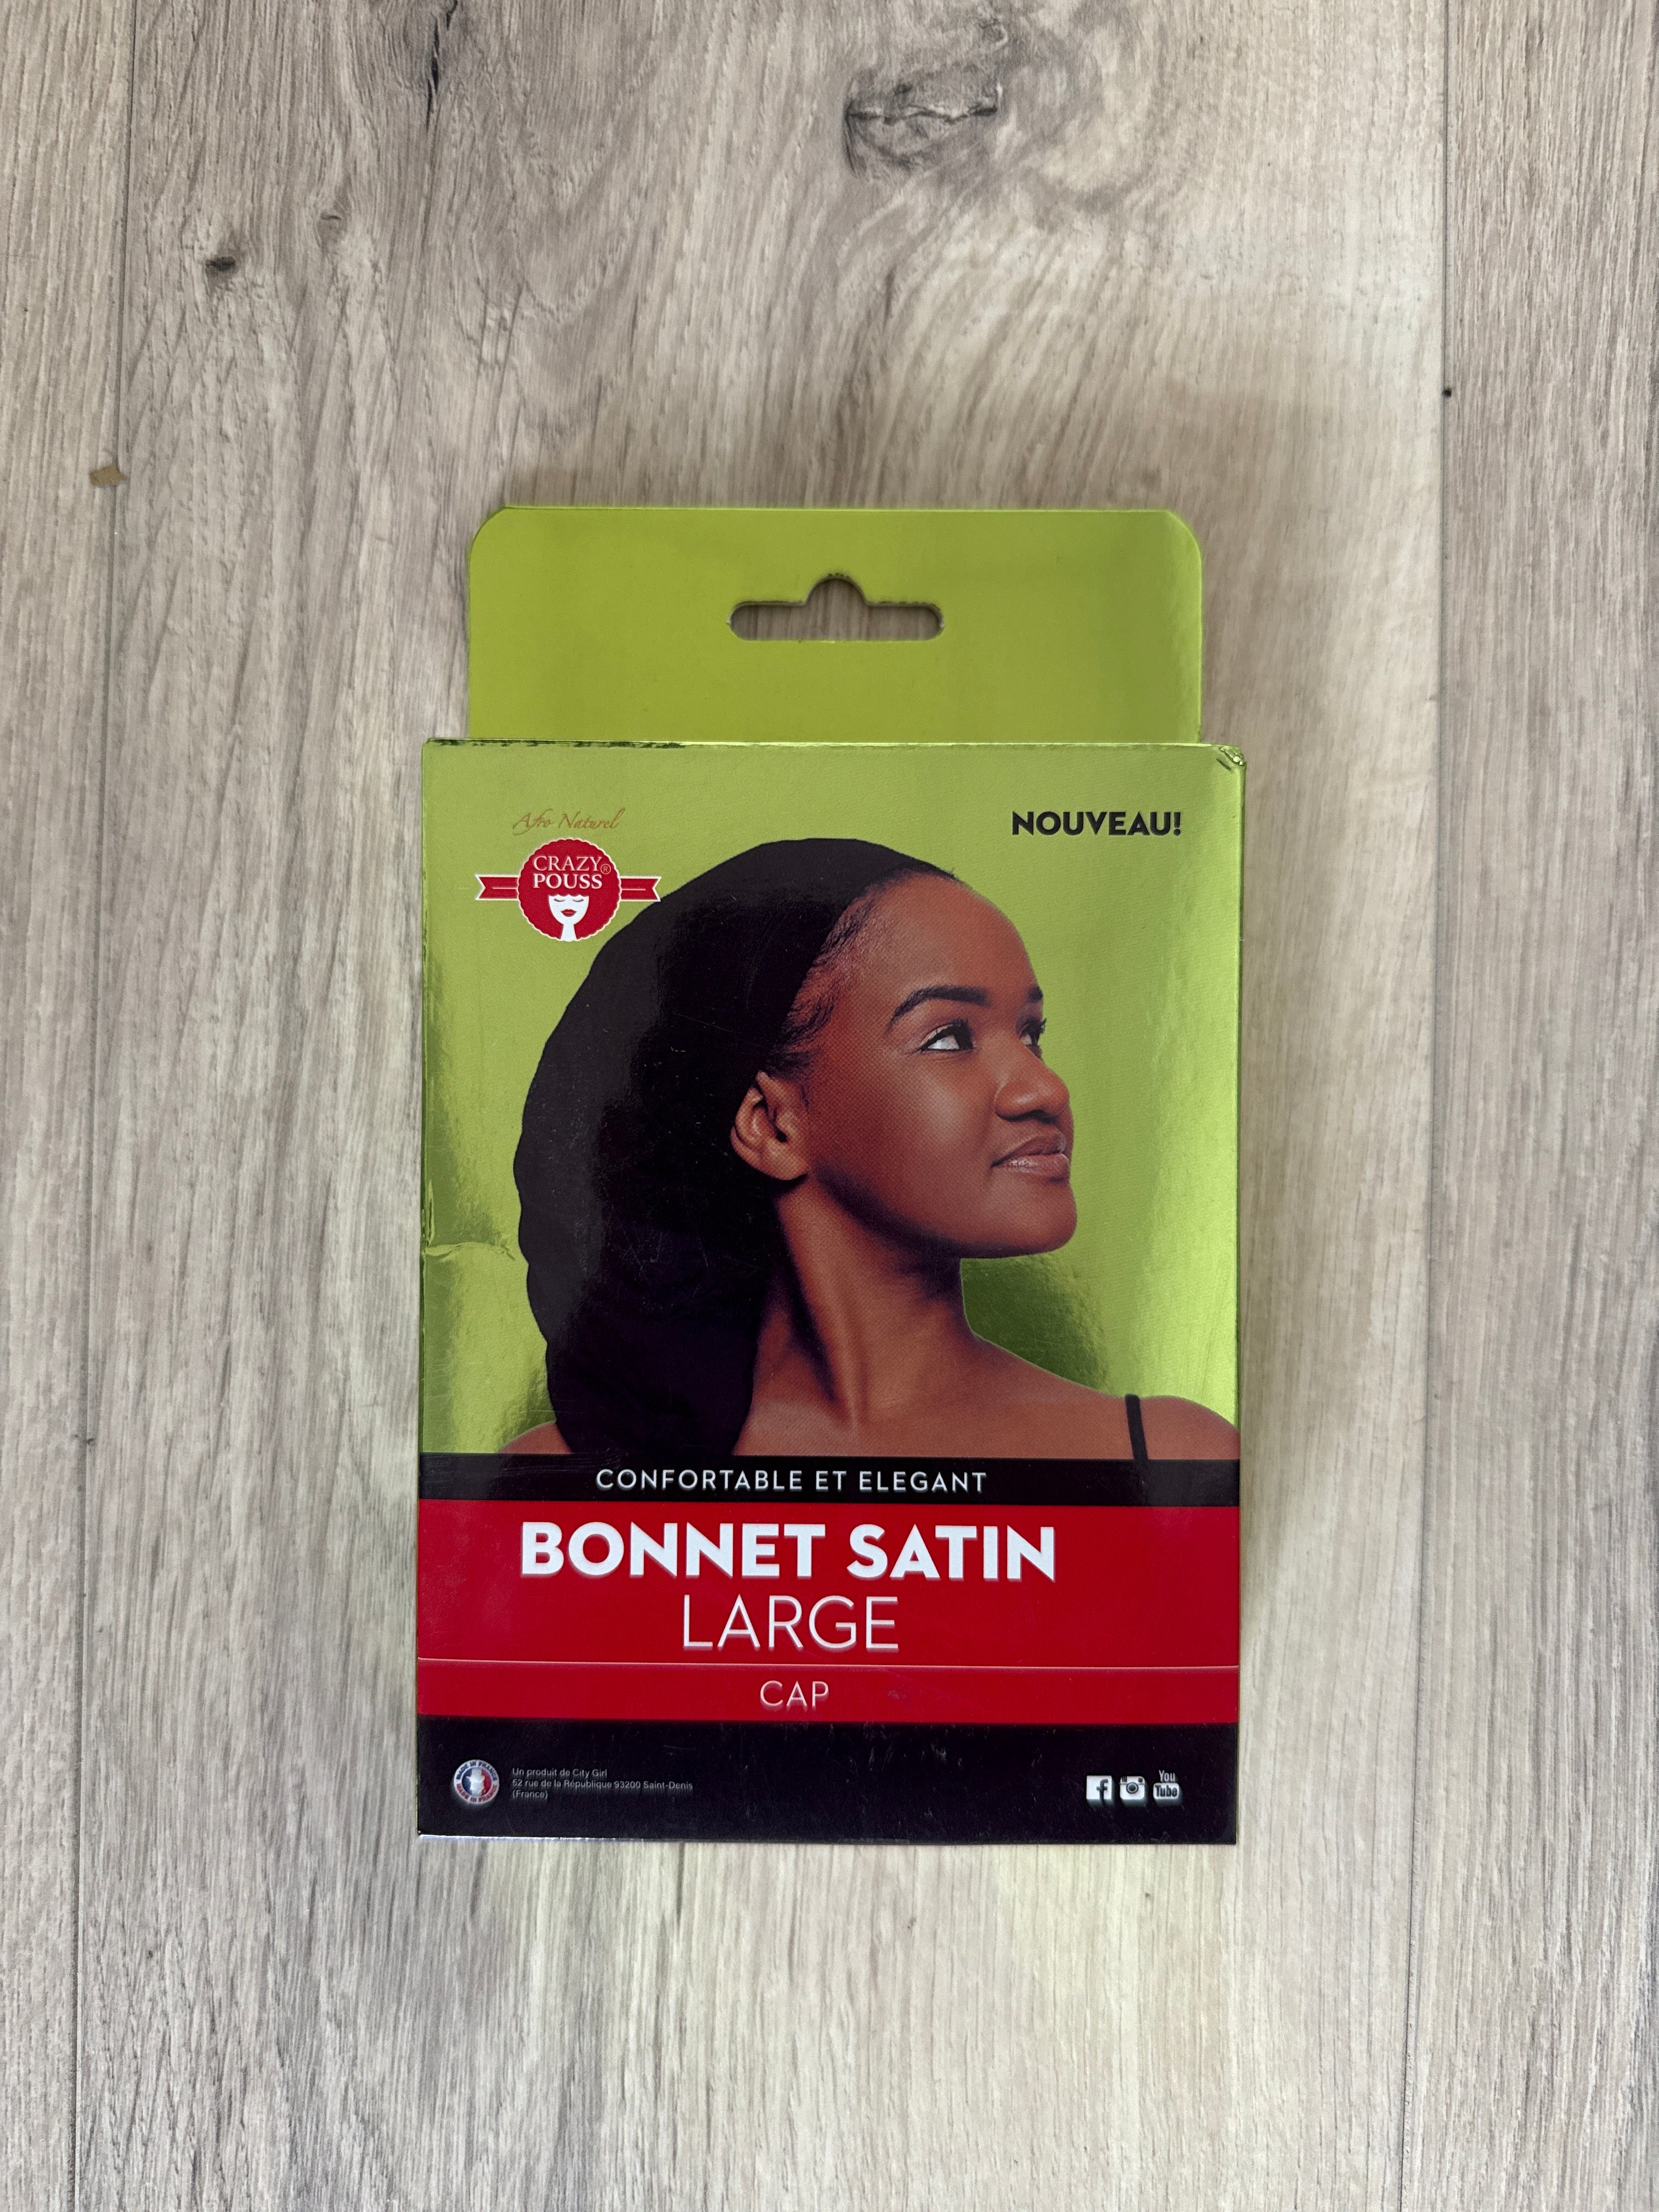 Afro Naturel
NOUVEAU!
CRAZY®
POUSS
CONFORTABLE ET ELEGANT
BONNET SATIN
LARGE
CAP
Un produit de City Girl
62 rue de la République 93200 Saint-Denis
(France)
You
Tube